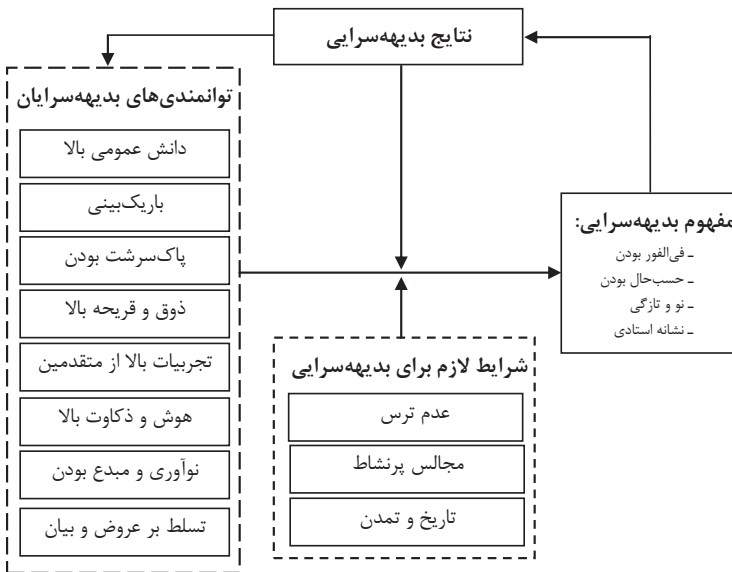 نتایج بدیهه‌سرایی
مفهوم بدیهه‌سرایی:
ـ فی‌الفور بودن
ـ حسب‌حال بودن
ـ نو و تازگی
ـ نشانه استادی
توانمندی‌های بدیهه‌سرایان
دانش عمومی بالا
باریک‌بینی
پاک‌سرشت بودن
ذوق و قریحه بالا
تجربیات بالا از متقدمین
هوش و ذکاوت بالا
نوآوری و مبدع بودن
تسلط بر عروض و بیان
شرایط لازم برای بدیهه‌سرایی
عدم ترس
مجالس پرنشاط
تاریخ و تمدن